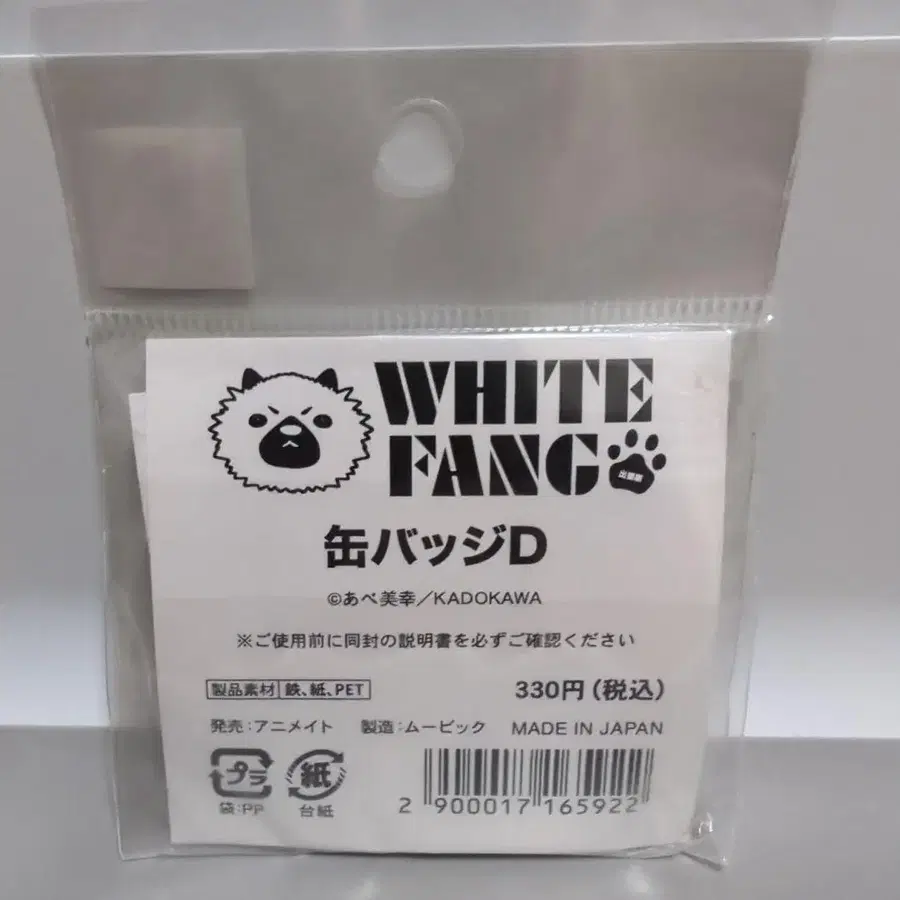 WHITE
FANG
出張版
缶バッジD
©あべ美幸／KADOKAWA
※ご使用前に同封の説明書を必ずご確認ください
製品素材 鉄、紙、PET
330円（税込）
発売：アニメイト 製造：ムービック MADE IN JAPAN
プラ 紙
袋：PP 台紙
2 900017 165922